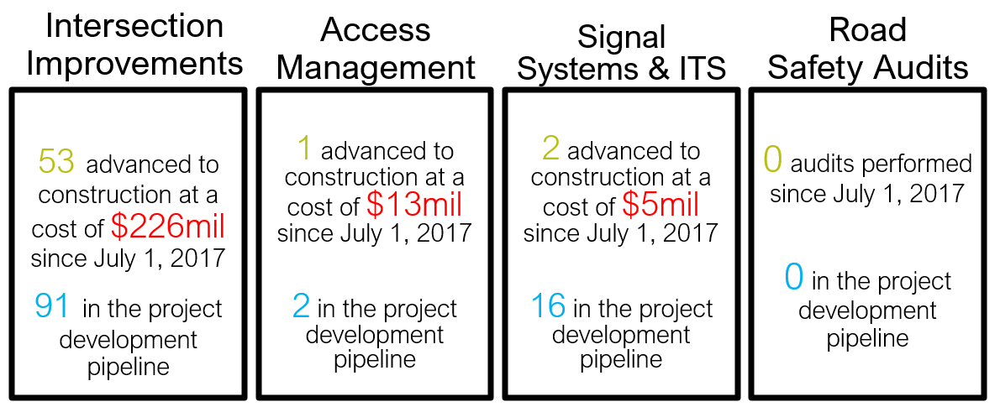 Intersection
Improvements
53 advanced to
construction at a
cost of $226mil
since July 1, 2017
91 in the project
development
pipeline
Access
Management
1 advanced to
construction at a
cost of $13mil
since July 1, 2017
2 in the project
development
pipeline
Signal
Systems & ITS
2 advanced to
construction at a
cost of $5mil
since July 1, 2017
16 in the project
development
pipeline
Road
Safety Audits
0 audits performed
since July 1, 2017
0 in the project
development
pipeline